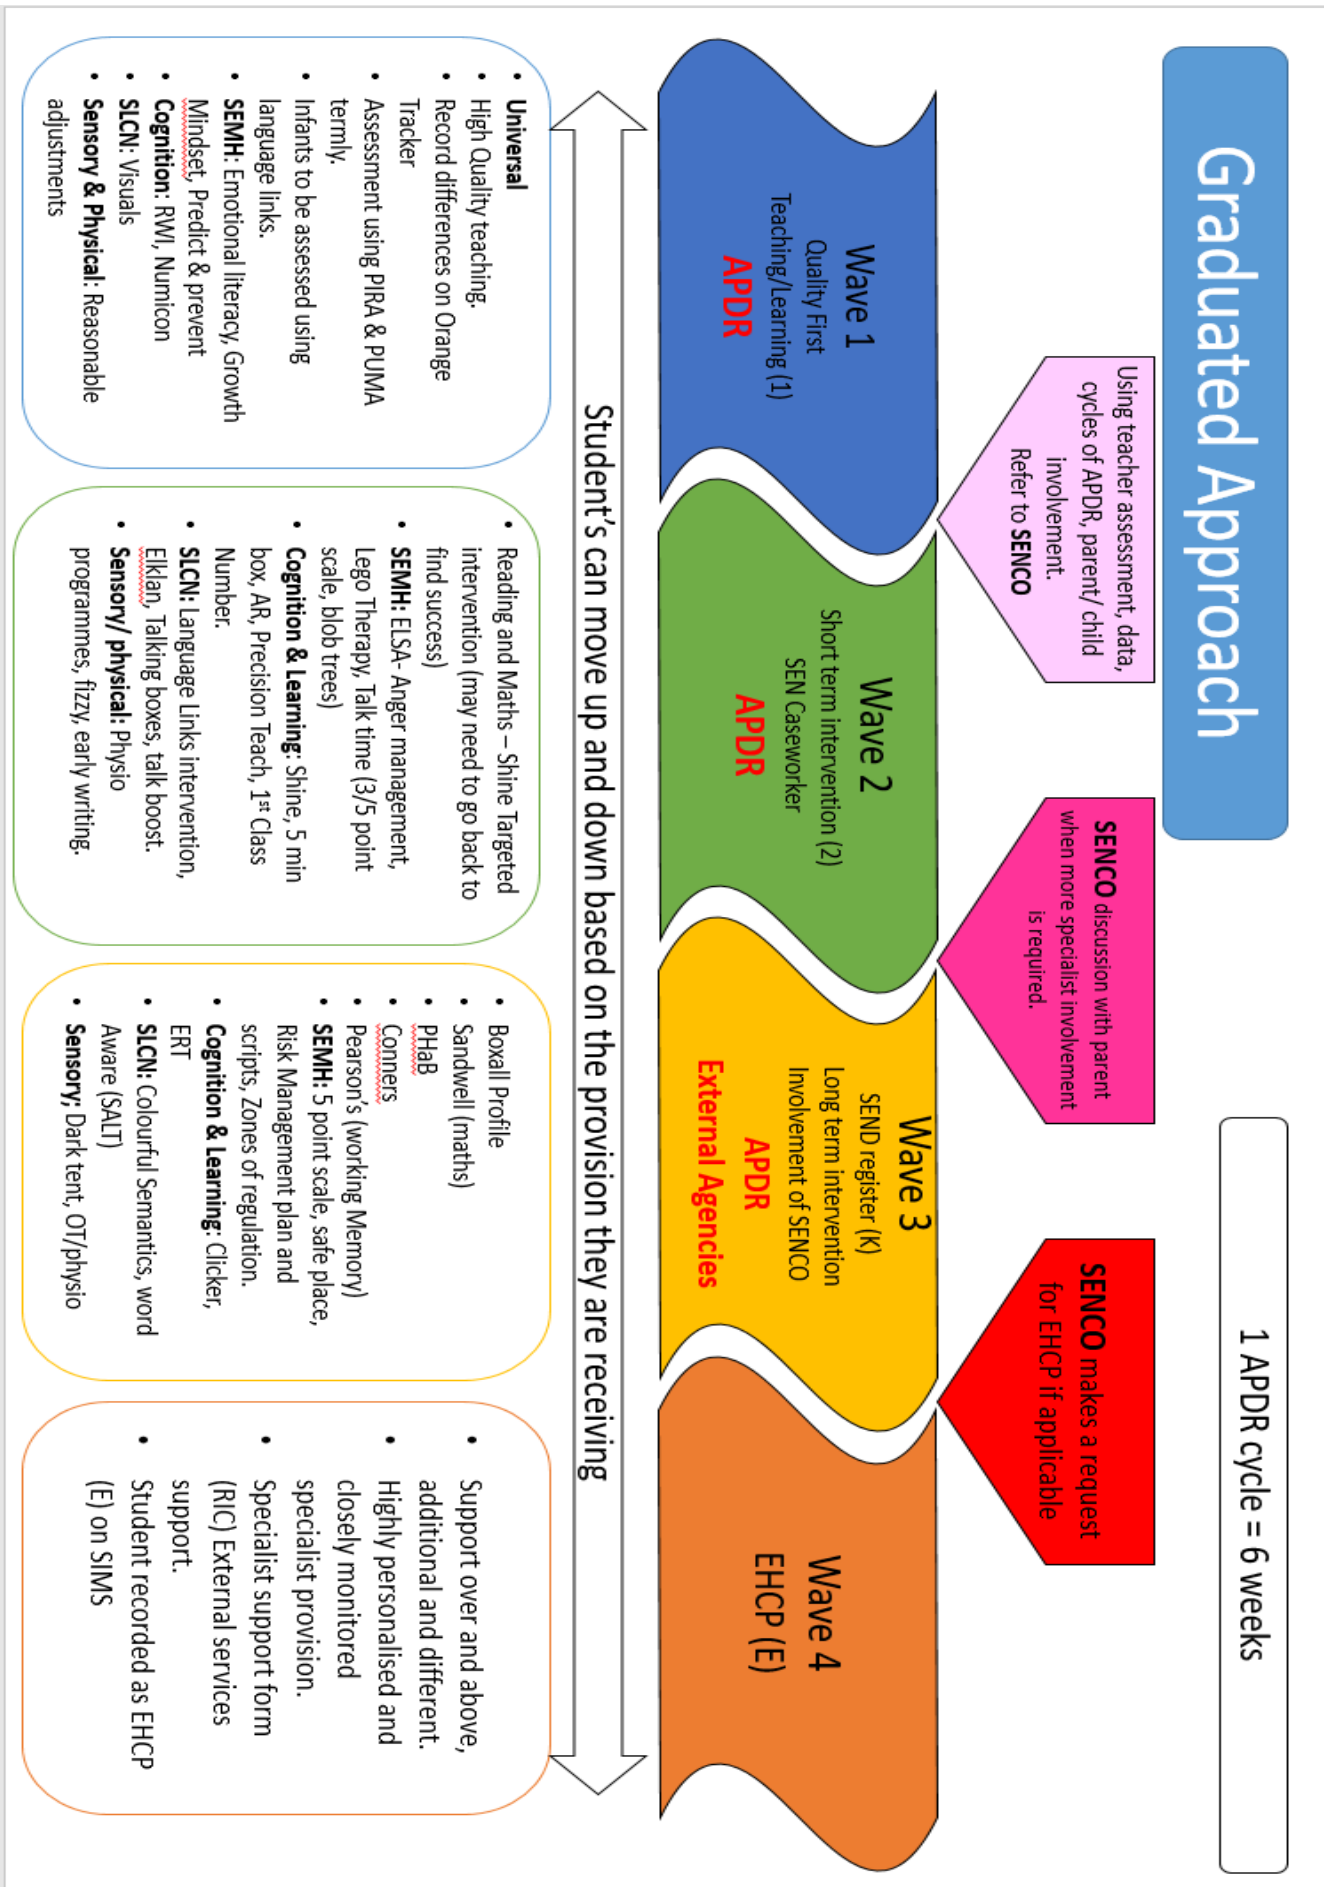 Graduated Approach
1 APDR cycle = 6 weeks
Using teacher assessment, data,
cycles of APDR, parent/ child
involvement.
Refer to SENCO
SENCO discussion with parent
when more specialist involvement
is required.
SENCO makes a request
for EHCP if applicable
Wave 1
Quality First
Teaching/Learning (1)
APDR
Wave 2
Short term intervention (2)
SEN Caseworker
APDR
Wave 3
SEND register (K)
Long term intervention
Involvement of SENCO
APDR
External Agencies
Wave 4
EHCP (E)
Student's can move up and down based on the provision they are receiving
• Universal
• High Quality teaching.
• Record differences on Orange
Tracker
• Assessment using PIRA & PUMA
termly.
• Infants to be assessed using
language links.
• SEMH: Emotional literacy, Growth
Mindset, Predict & prevent
• Cognition: RWI, Numicon
• SLCN: Visuals
• Sensory & Physical: Reasonable
adjustments
• Reading and Maths – Shine Targeted
intervention (may need to go back to
find success)
• SEMH: ELSA- Anger management,
Lego Therapy, Talk time (3/5 point
scale, blob trees)
• Cognition & Learning: Shine, 5 min
box, AR, Precision Teach, 1st Class
Number.
• SLCN: Language Links intervention,
Elklan, Talking boxes, talk boost.
• Sensory/ physical: Physio
programmes, fizzy, early writing.
• Boxall Profile
• Sandwell (maths)
• PHaB
• Conners
• Pearson's (working Memory)
• SEMH: 5 point scale, safe place,
Risk Management plan and
scripts, Zones of regulation.
• Cognition & Learning: Clicker,
ERT
• SLCN: Colourful Semantics, word
Aware (SALT)
• Sensory; Dark tent, OT/physio
• Support over and above,
additional and different.
• Highly personalised and
closely monitored
specialist provision.
• Specialist support form
(RIC) External services
support.
• Student recorded as EHCP
(E) on SIMS